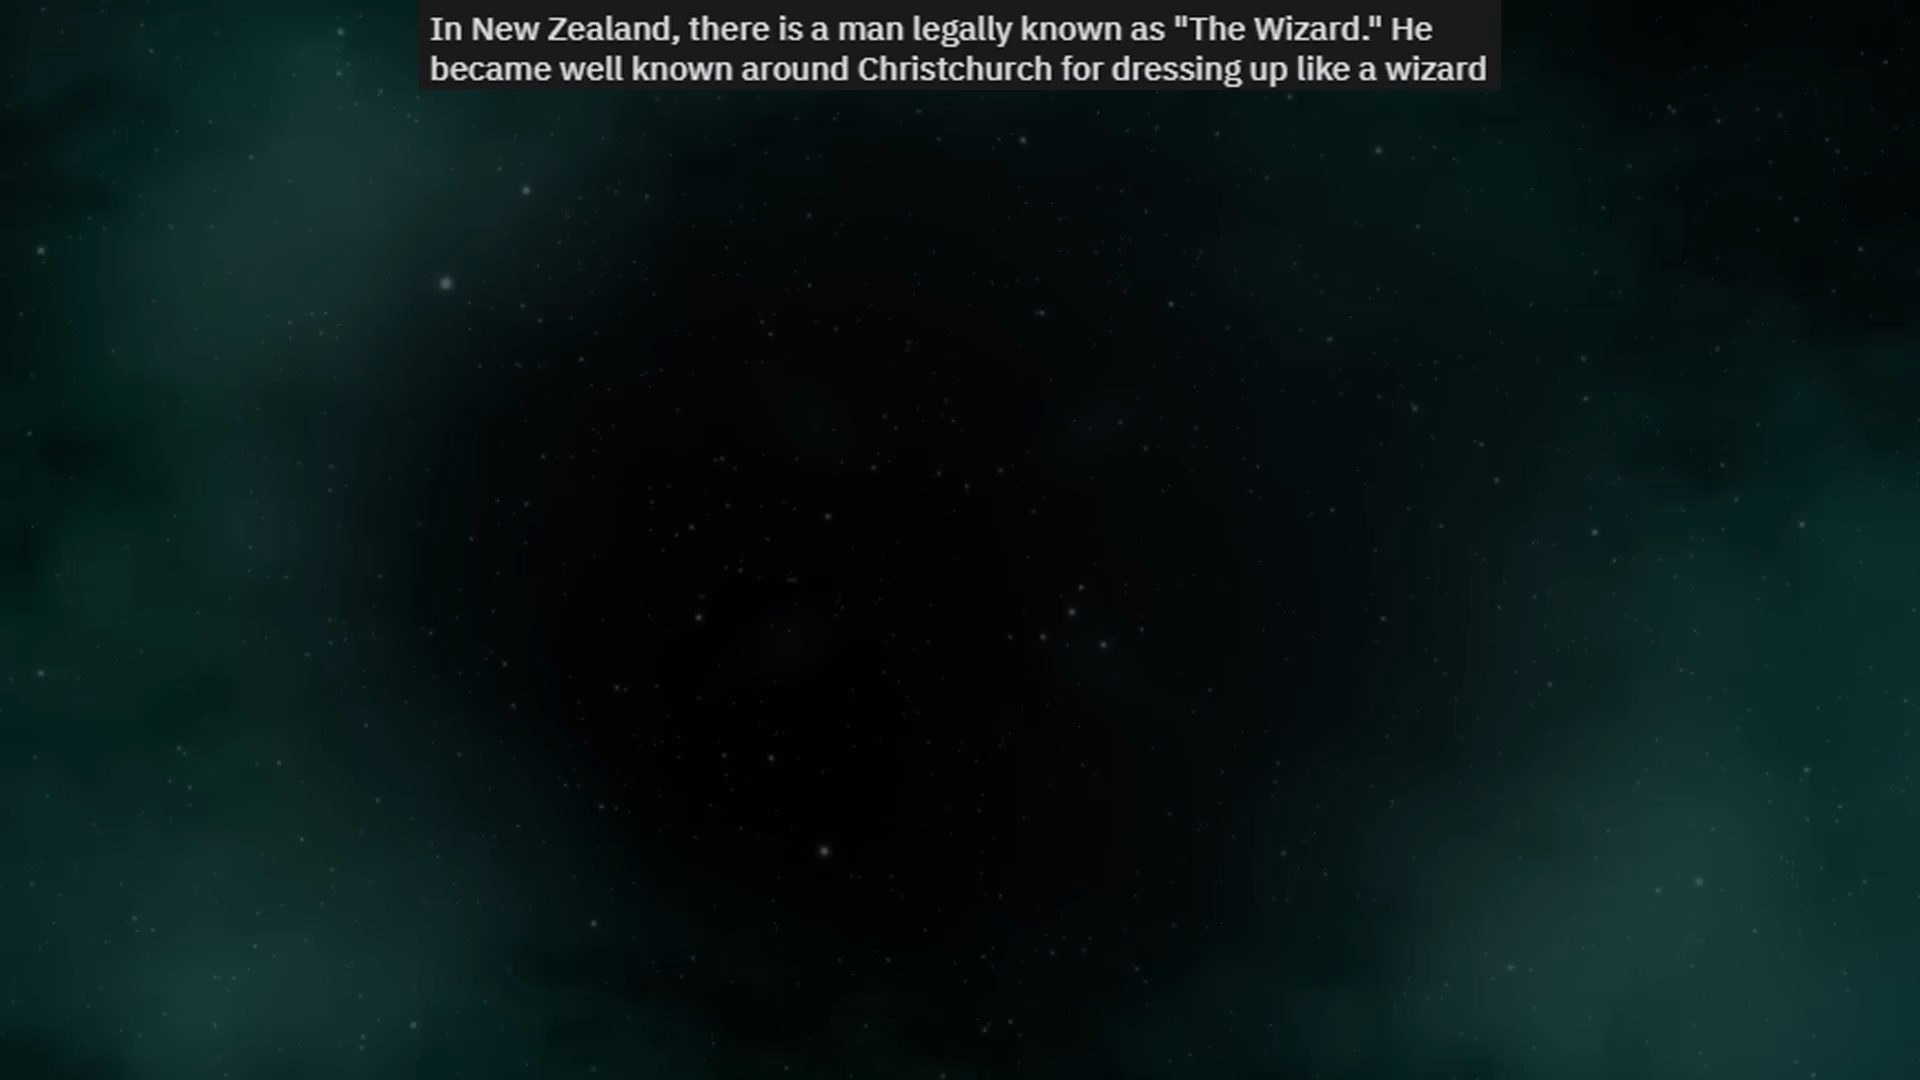 In New Zealand, there is a man legally known as "The Wizard." He
became well known around Christchurch for dressing up like a wizard